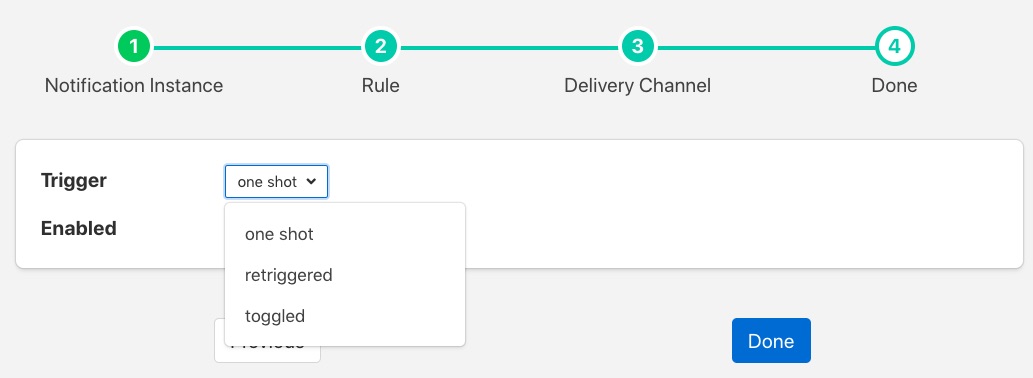 1 2 3 4
Notification Instance Rule Delivery Channel Done
Trigger one shot
Enabled
one shot
retriggered
toggled
Done